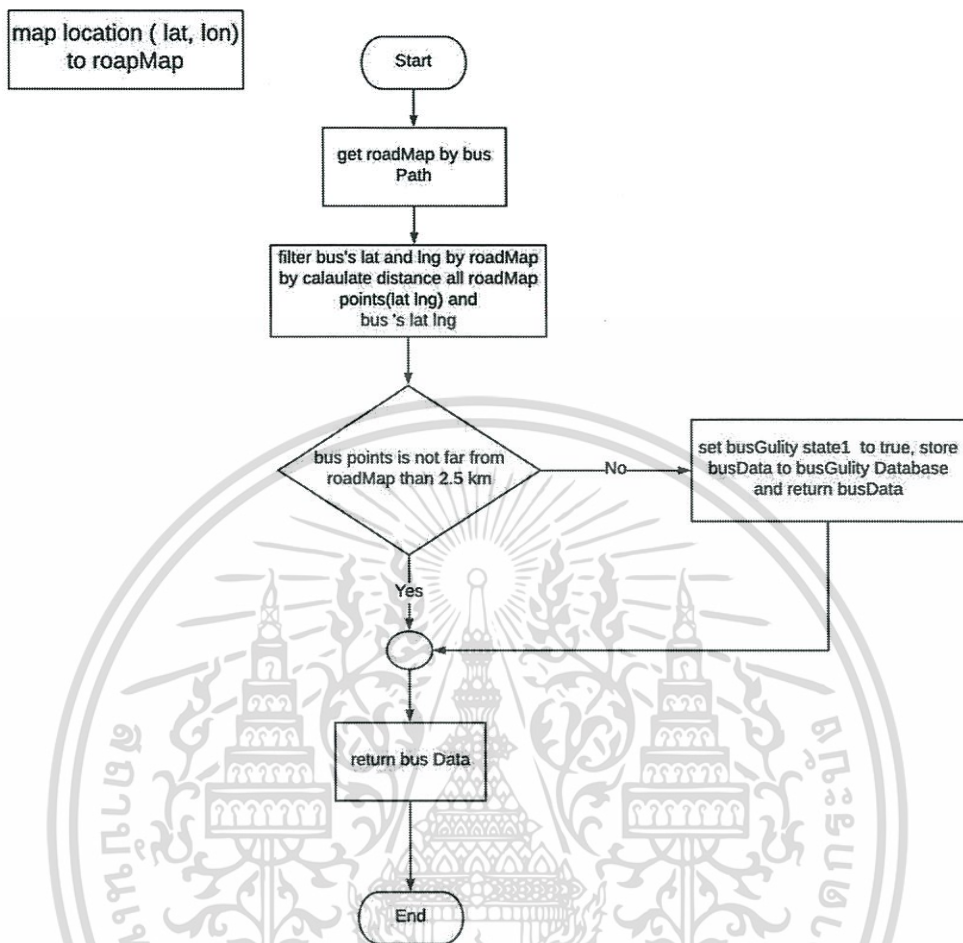 map location ( lat, lon)
to roapMap
Start
get roadMap by bus
Path
filter bus's lat and lng by roadMap
by calaulate distance all roadMap
points(lat lng) and
bus 's lat lng
bus points is not far from
roadMap than 2.5 km
No
set busGulity state1 to true, store
busData to busGulity Database
and return busData
Yes
return bus Data
End